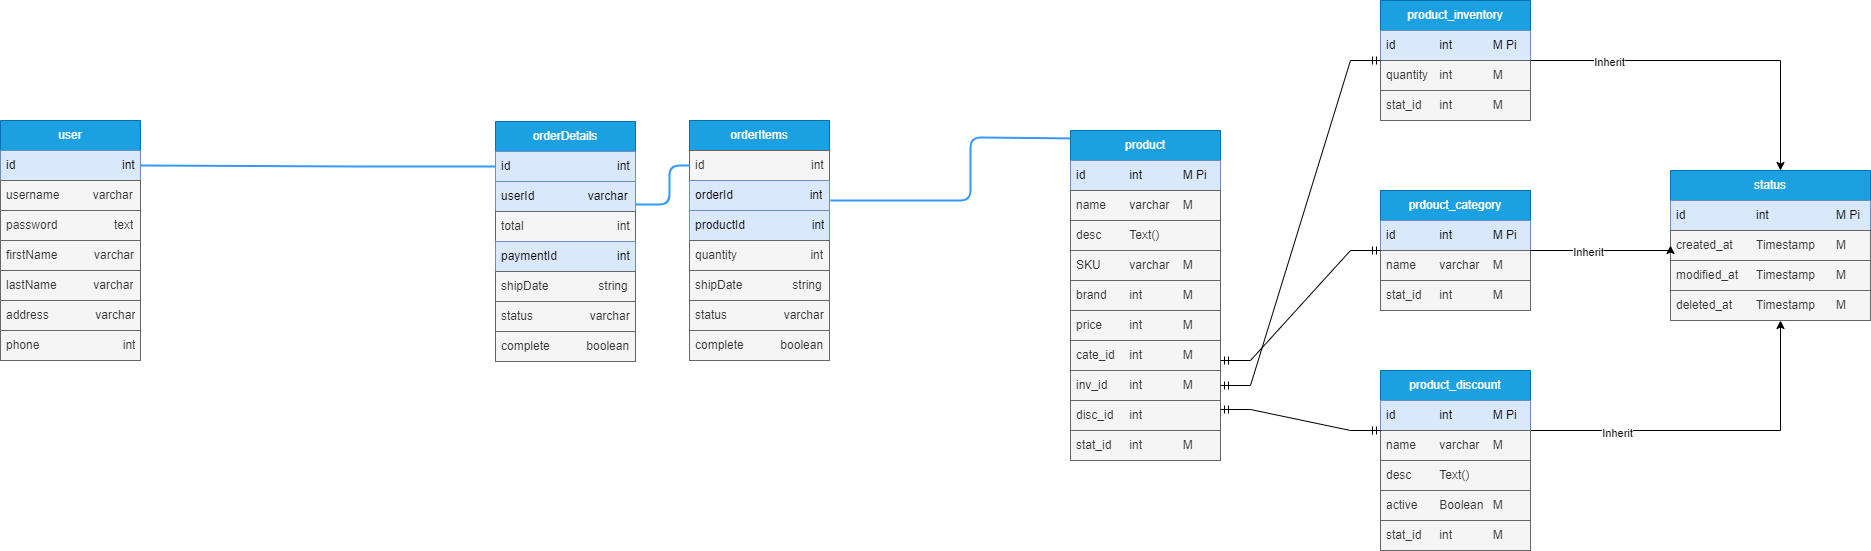 user
id int
username varchar
password text
firstName varchar
lastName varchar
address varchar
phone int
orderDetails
id int
userId varchar
total int
paymentId int
shipDate string
status varchar
complete boolean
orderItems
id int
orderId int
productId int
quantity int
shipDate string
status varchar
complete boolean
product
id int M Pi
name varchar M
desc Text()
SKU varchar M
brand int M
price int M
cate_id int M
inv_id int M
disc_id int
stat_id int M
product_inventory
id int M Pi
quantity int M
stat_id int M
Inherit
prdouct_category
id int M Pi
name varchar M
stat_id int M
Inherit
product_discount
id int M Pi
name varchar M
desc Text()
active Boolean M
stat_id int M
Inherit
status
id int M Pi
created_at Timestamp M
modified_at Timestamp M
deleted_at Timestamp M